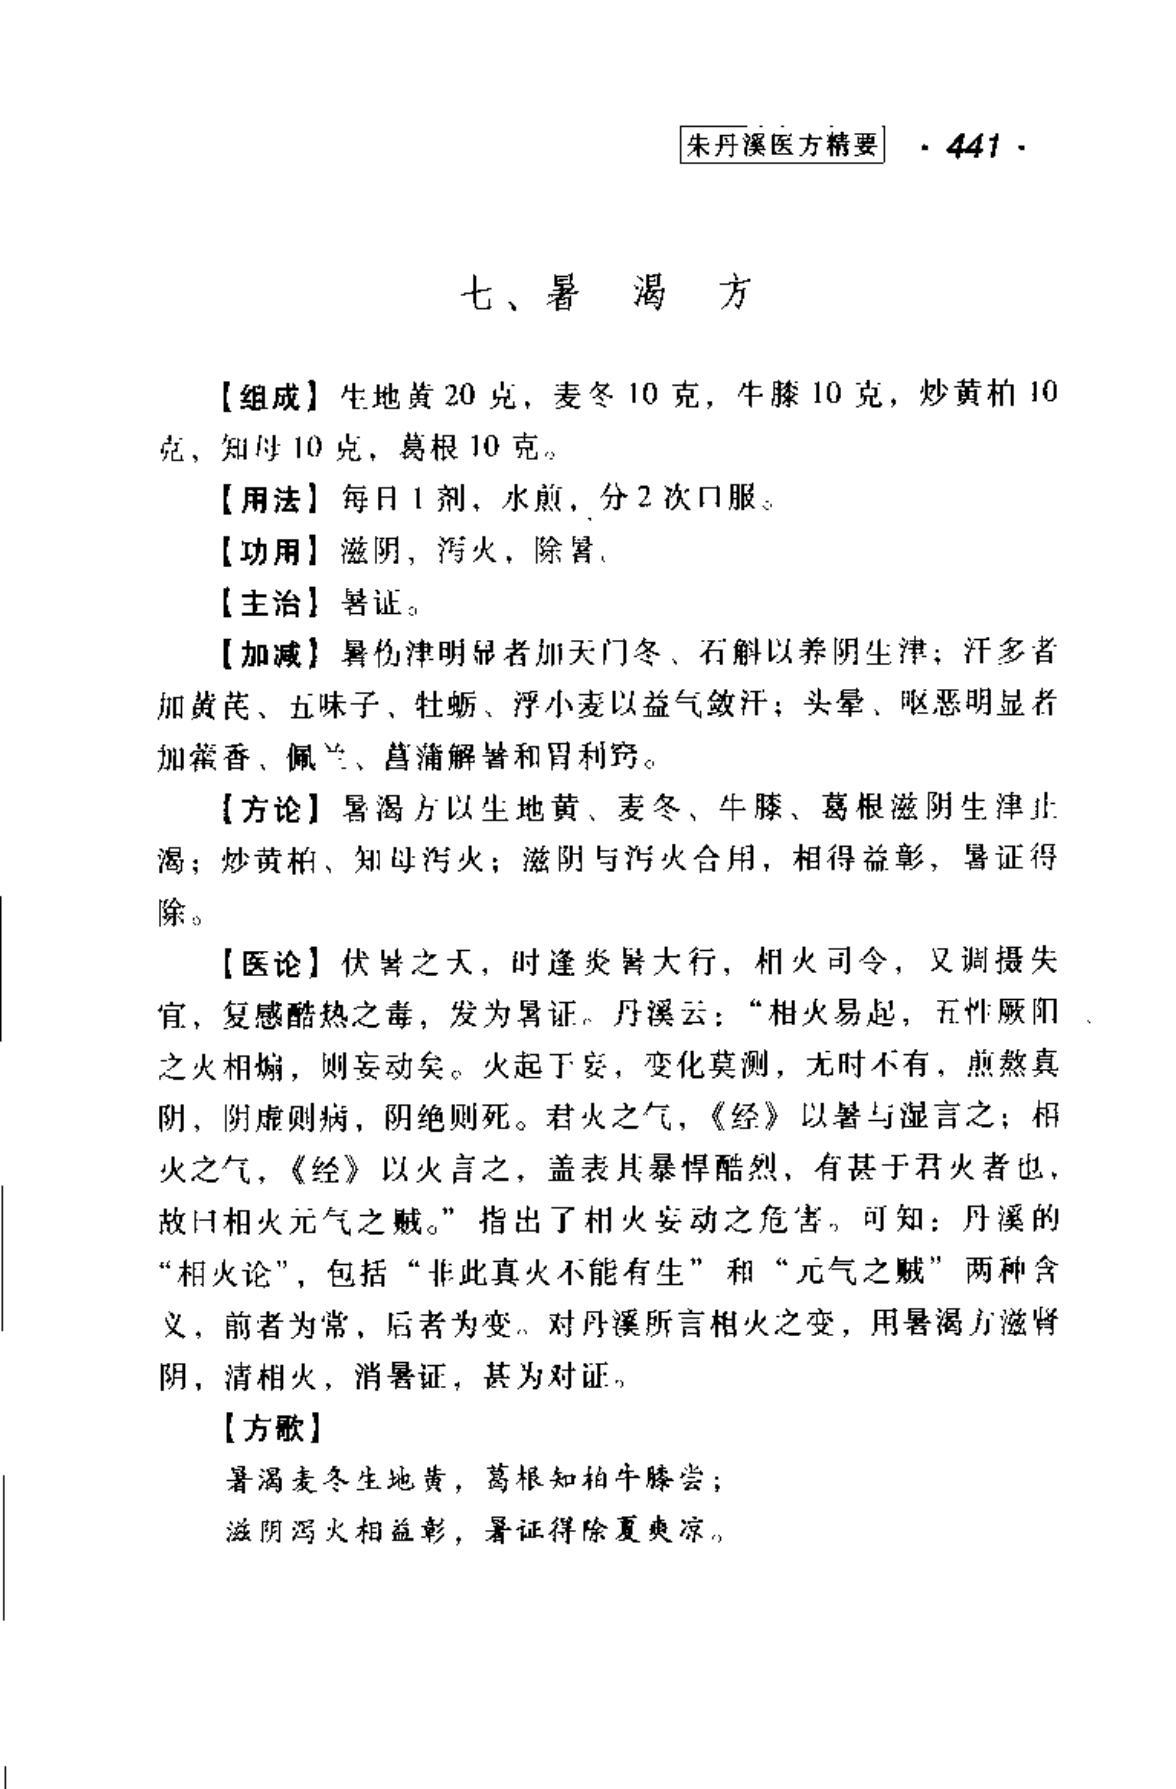 朱丹溪医方精要 · 441 ·
七、暑渴方
【组成】生地黄20克，麦冬10克，牛膝10克，炒黄柏10
克，知母10克，葛根10克。
【用法】每日1剂，水煎，分2次口服。
【功用】滋阴，泻火，除暑。
【主治】暑证。
【加减】暑伤津明显者加天门冬、石斛以养阴生津；汗多者
加黄芪、五味子、牡蛎、浮小麦以益气敛汗；头晕、呕恶明显者
加藿香、佩兰、菖蒲解暑和胃利窍。
【方论】暑渴方以生地黄、麦冬、牛膝、葛根滋阴生津止
渴；炒黄柏、知母泻火；滋阴与泻火合用，相得益彰，暑证得
除。
【医论】伏暑之天，时逢炎暑大行，相火司令，又调摄失
宜，复感酷热之毒，发为暑证。丹溪云：“相火易起，五性厥阳
之火相煽，则妄动矣。火起于妄，变化莫测，无时不有，煎熬真
阴，阴虚则病，阴绝则死。君火之气，《经》以暑与湿言之；相
火之气，《经》以火言之，盖表其暴悍酷烈，有甚于君火者也，
故曰相火元气之贼。”指出了相火妄动之危害。可知：丹溪的
“相火论”，包括“非此真火不能有生”和“元气之贼”两种含
义，前者为常，后者为变。对丹溪所言相火之变，用暑渴方滋肾
阴，清相火，消暑证，甚为对证。
【方歌】
暑渴麦冬生地黄，葛根知柏牛膝尝；
滋阴泻火相益彰，暑证得除夏爽凉。